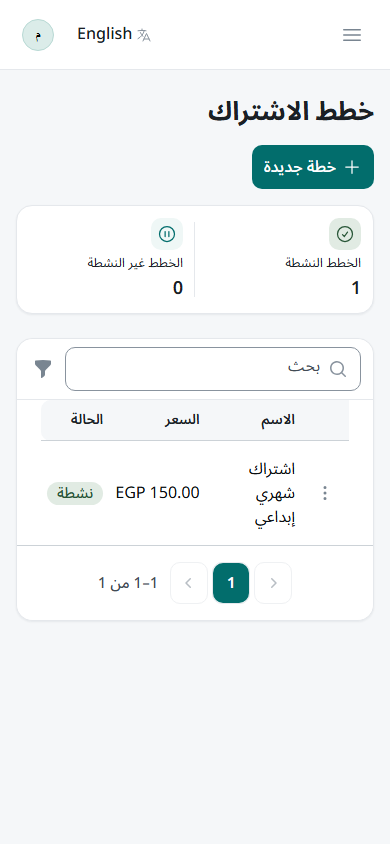 م
English
خطط الاشتراك
خطة جديدة
الخطط النشطة
1
الخطط غير النشطة
0
بحث
الاسم السعر الحالة
اشتراك
شهري
إبداعي
EGP 150.00
نشطة
1
1–1 من 1